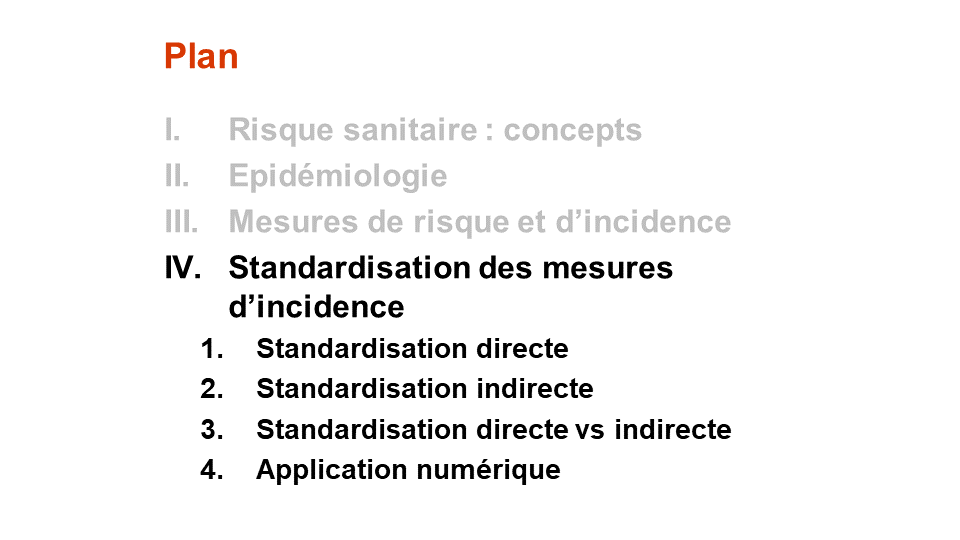 Plan
I. Risque sanitaire : concepts
II. Epidémiologie
III. Mesures de risque et d’incidence
IV. Standardisation des mesures
d’incidence
1. Standardisation directe
2. Standardisation indirecte
3. Standardisation directe vs indirecte
4. Application numérique